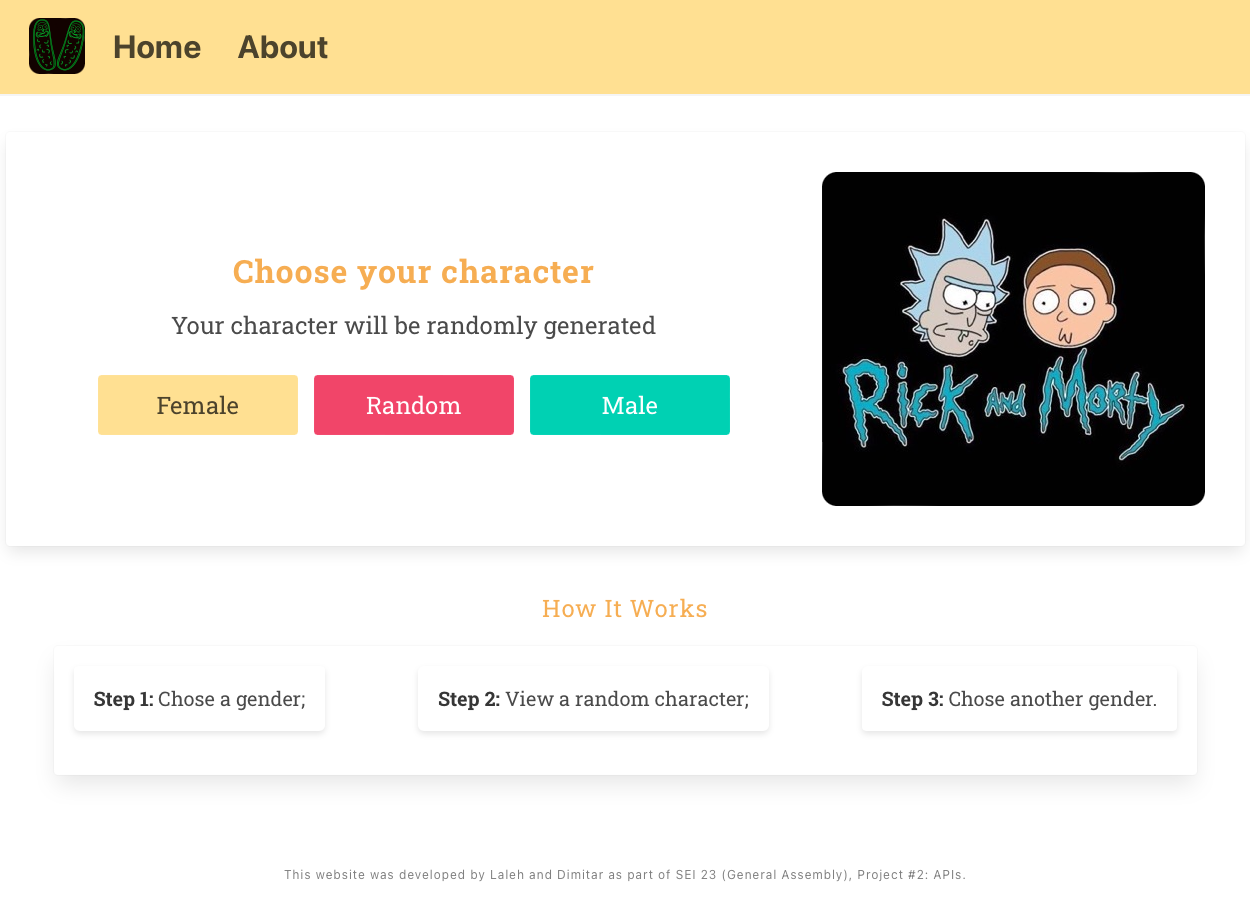 Home About
Choose your character
Your character will be randomly generated
Female Random Male
Rick and Morty
How It Works
Step 1: Chose a gender; Step 2: View a random character; Step 3: Chose another gender.
This website was developed by Laleh and Dimitar as part of SEI 23 (General Assembly), Project #2: APIs.